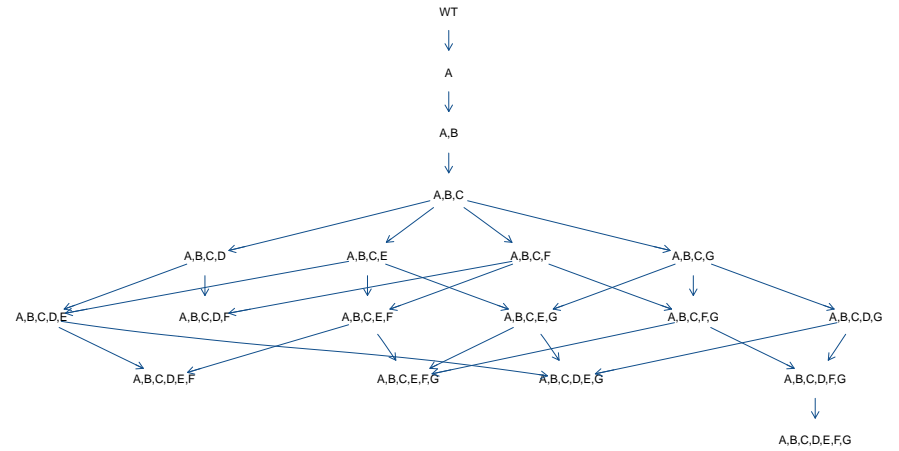 WT
A
A,B
A,B,C
A,B,C,D
A,B,C,E
A,B,C,F
A,B,C,G
A,B,C,D,E
A,B,C,D,F
A,B,C,E,F
A,B,C,E,G
A,B,C,F,G
A,B,C,D,G
A,B,C,D,E,F
A,B,C,E,F,G
A,B,C,D,E,G
A,B,C,D,F,G
A,B,C,D,E,F,G